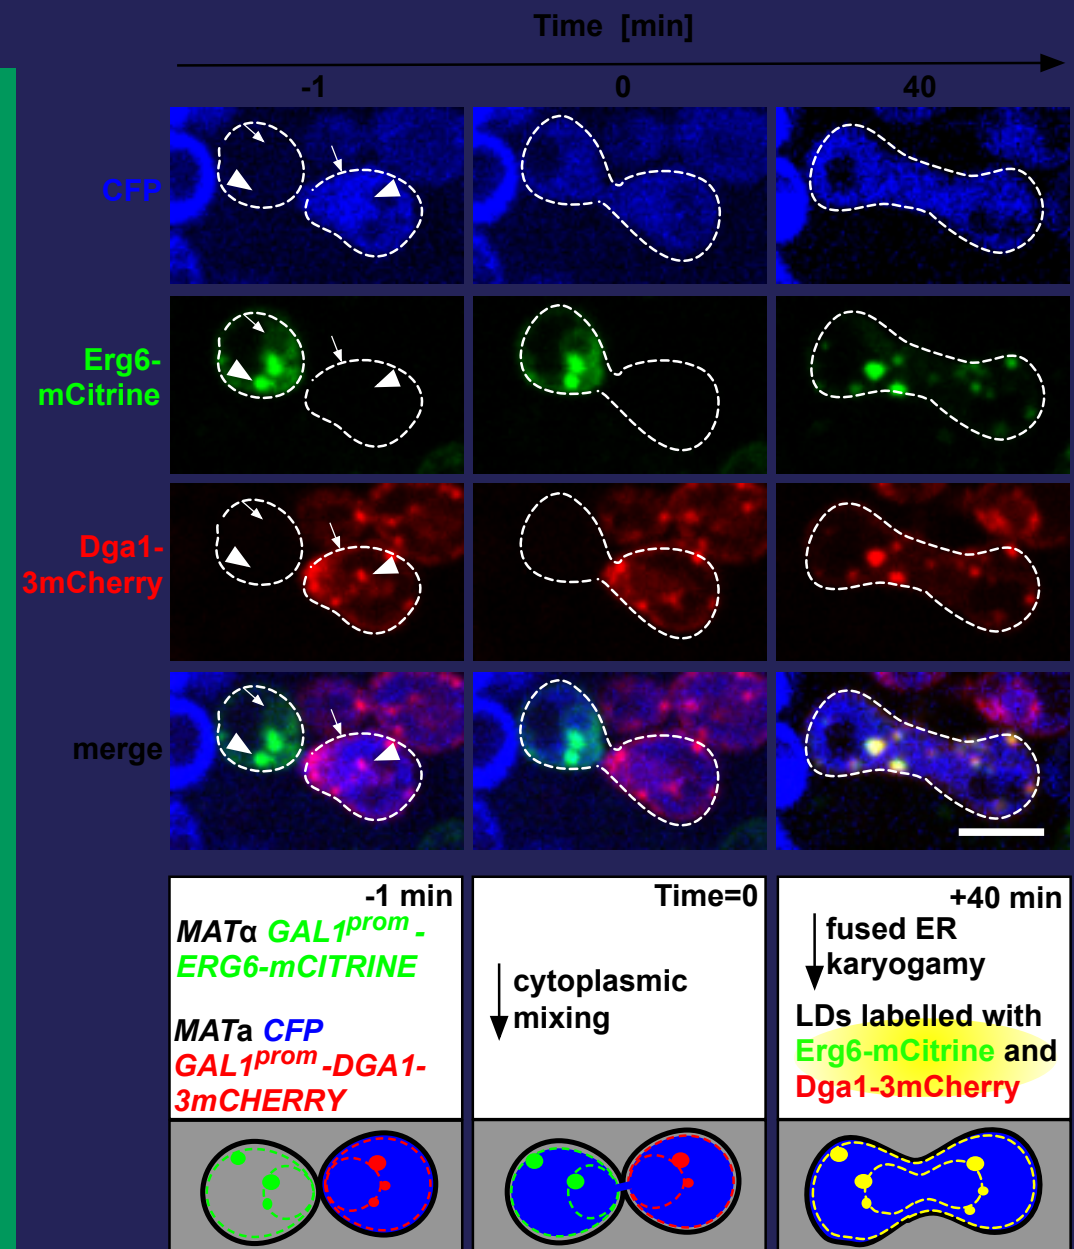 Time [min]
-1 0 40
CFP
Erg6-
mCitrine
Dga1-
3mCherry
merge
-1 min
MATα GAL1prom -
ERG6-mCITRINE
MATa CFP
GAL1prom -DGA1-
3mCHERRY
Time=0
cytoplasmic
mixing
+40 min
fused ER
karyogamy
LDs labelled with
Erg6-mCitrine and
Dga1-3mCherry